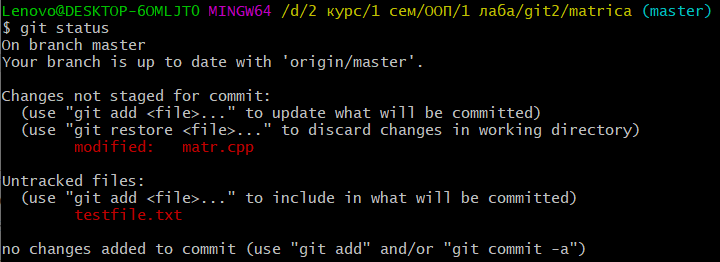 Lenovo@DESKTOP-6OMLJTO MINGW64 /d/2 курс/1 сем/ООП/1 лаба/git2/matrica (master)
$ git status
On branch master
Your branch is up to date with 'origin/master'.

Changes not staged for commit:
  (use "git add <file>..." to update what will be committed)
  (use "git restore <file>..." to discard changes in working directory)
        modified:   matr.cpp

Untracked files:
  (use "git add <file>..." to include in what will be committed)
        testfile.txt

no changes added to commit (use "git add" and/or "git commit -a")